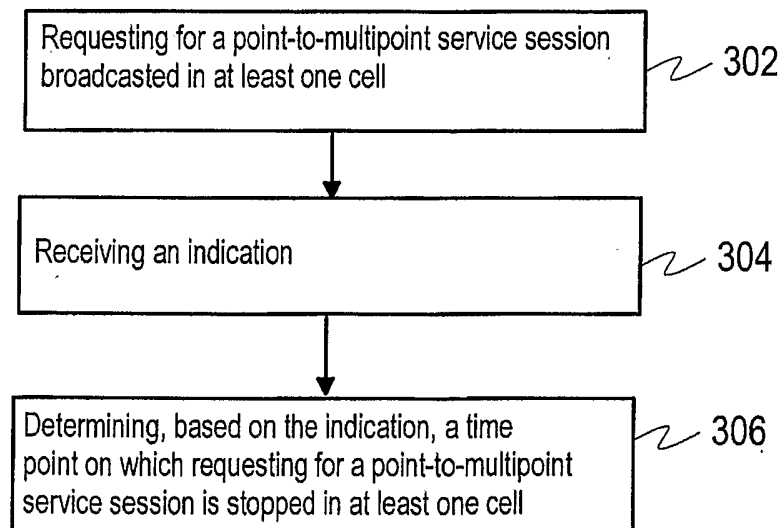 Requesting for a point-to-multipoint service session
broadcasted in at least one cell
302
Receiving an indication
304
Determining, based on the indication, a time
point on which requesting for a point-to-multipoint
service session is stopped in at least one cell
306